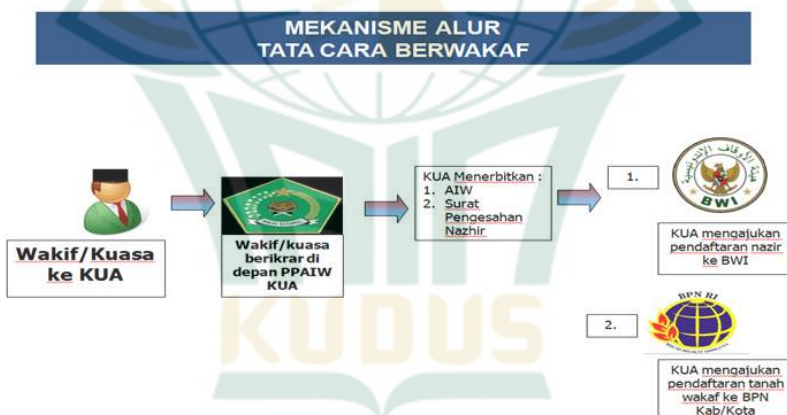 MEKANISME ALUR
TATA CARA BERWAKAF
Wakif/Kuasa
ke KUA
Wakif/kuasa
berikrar di
depan PPAIW
KUA
KUA Menerbitkan :
1. AIW
2. Surat
Pengesahan
Nazhir
1.
BWI
KUA mengajukan
pendaftaran nazir
ke BWI
2.
BPN RI
KUA mengajukan
pendaftaran tanah
wakaf ke BPN
Kab/Kota
KUDUS